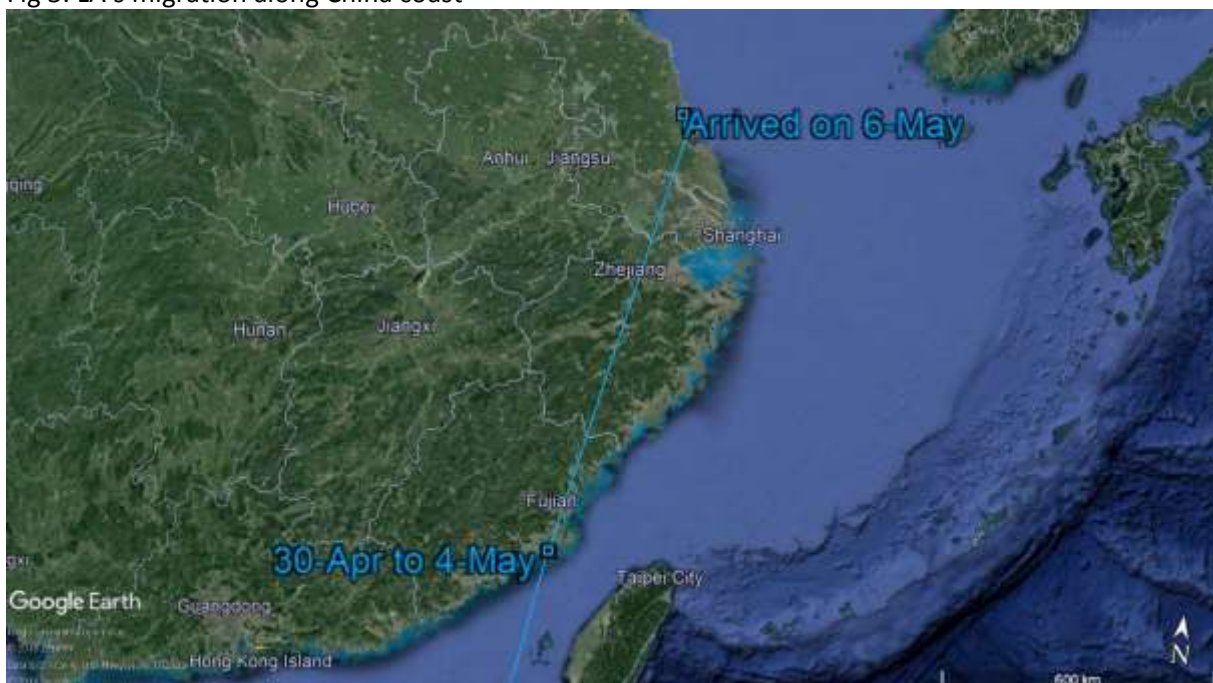 Arrived on 6-May
Anhui
Jiangsu
Hubei
Shanghai
Zhejiang
Hunan
Jiangxi
Fujian
30-Apr to 4-May
Taipei City
Google Earth
Guangdong
Hong Kong Island
N
600 km